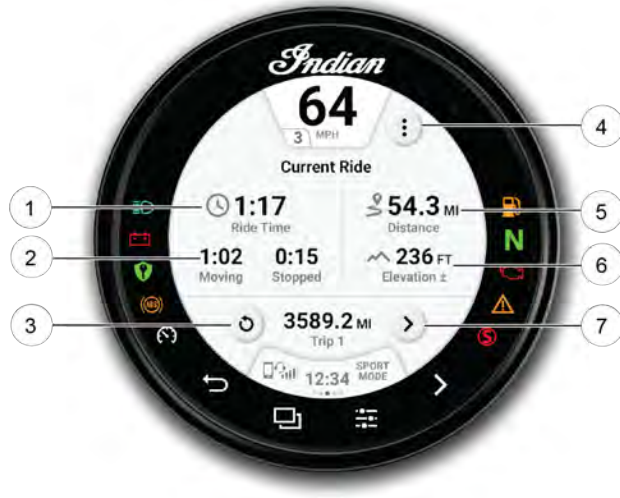 Indian
64
3 MPH
4
Current Ride
1
1:17
Ride Time
54.3 MI
Distance
5
2
1:02
Moving
0:15
Stopped
236 FT
Elevation ±
6
N
ABS
3
3589.2 MI
Trip 1
7
S
12:34
SPORT
MODE